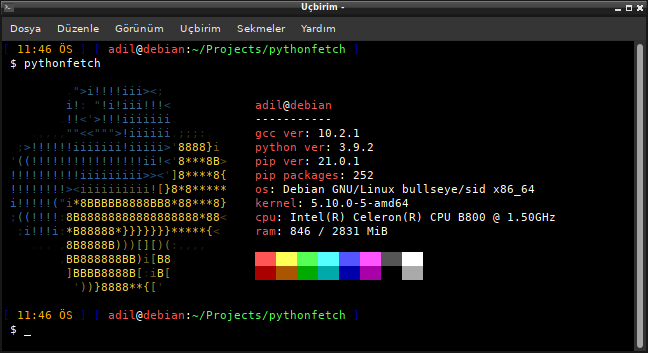 Uçbirim -
Dosya Düzenle Görünüm Uçbirim Sekmeler Yardım
[ 11:46 ÖS ] [ adil@debian:~/Projects/pythonfetch ]
$ pythonfetch
adil@debian
-----------
gcc ver: 10.2.1
python ver: 3.9.2
pip ver: 21.0.1
pip packages: 252
os: Debian GNU/Linux bullseye/sid x86_64
kernel: 5.10.0-5-amd64
cpu: Intel(R) Celeron(R) CPU B800 @ 1.50GHz
ram: 846 / 2831 MiB
[ 11:46 ÖS ] [ adil@debian:~/Projects/pythonfetch ]
$ _